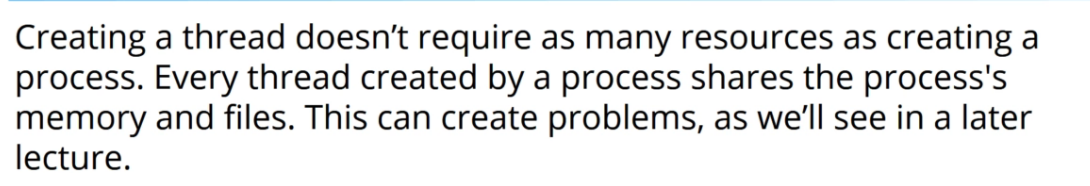 Creating a thread doesn’t require as many resources as creating a
process. Every thread created by a process shares the process's
memory and files. This can create problems, as we’ll see in a later
lecture.